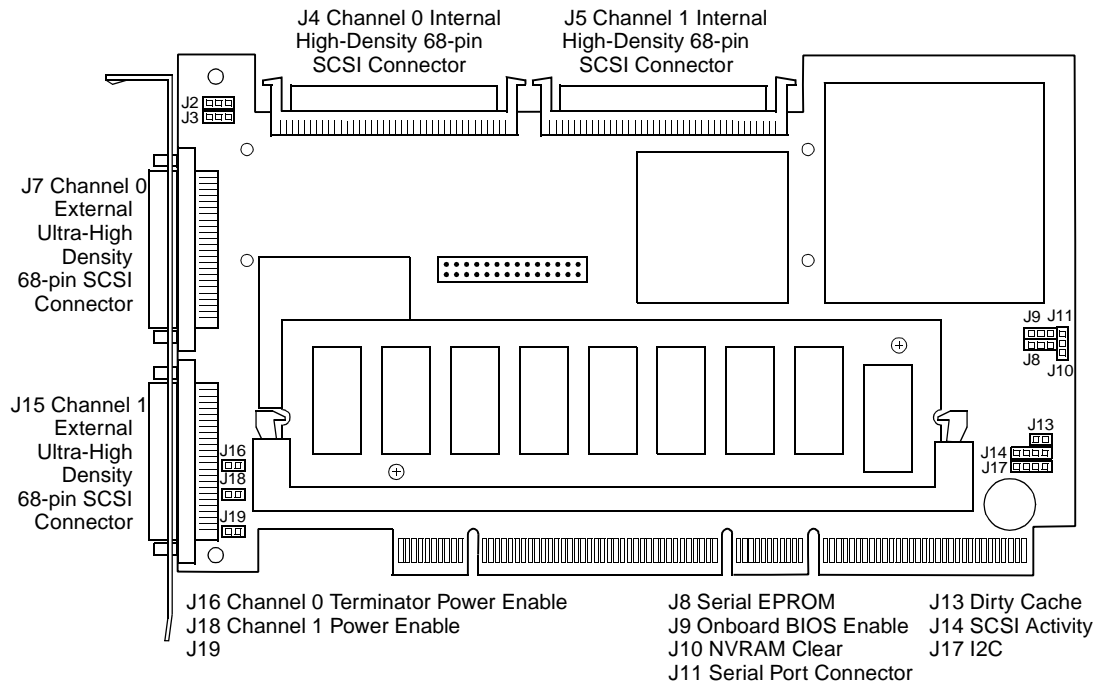 J4 Channel 0 Internal
High-Density 68-pin
SCSI Connector
J5 Channel 1 Internal
High-Density 68-pin
SCSI Connector
J2
J3
J7 Channel 0
External
Ultra-High
Density
68-pin SCSI
Connector
J9 J11
J8
J10
J15 Channel 1
External
Ultra-High
Density
68-pin SCSI
Connector
J16
J18
J19
J13
J14
J17
J16 Channel 0 Terminator Power Enable
J18 Channel 1 Power Enable
J19
J8 Serial EPROM
J9 Onboard BIOS Enable
J10 NVRAM Clear
J11 Serial Port Connector
J13 Dirty Cache
J14 SCSI Activity
J17 I2C